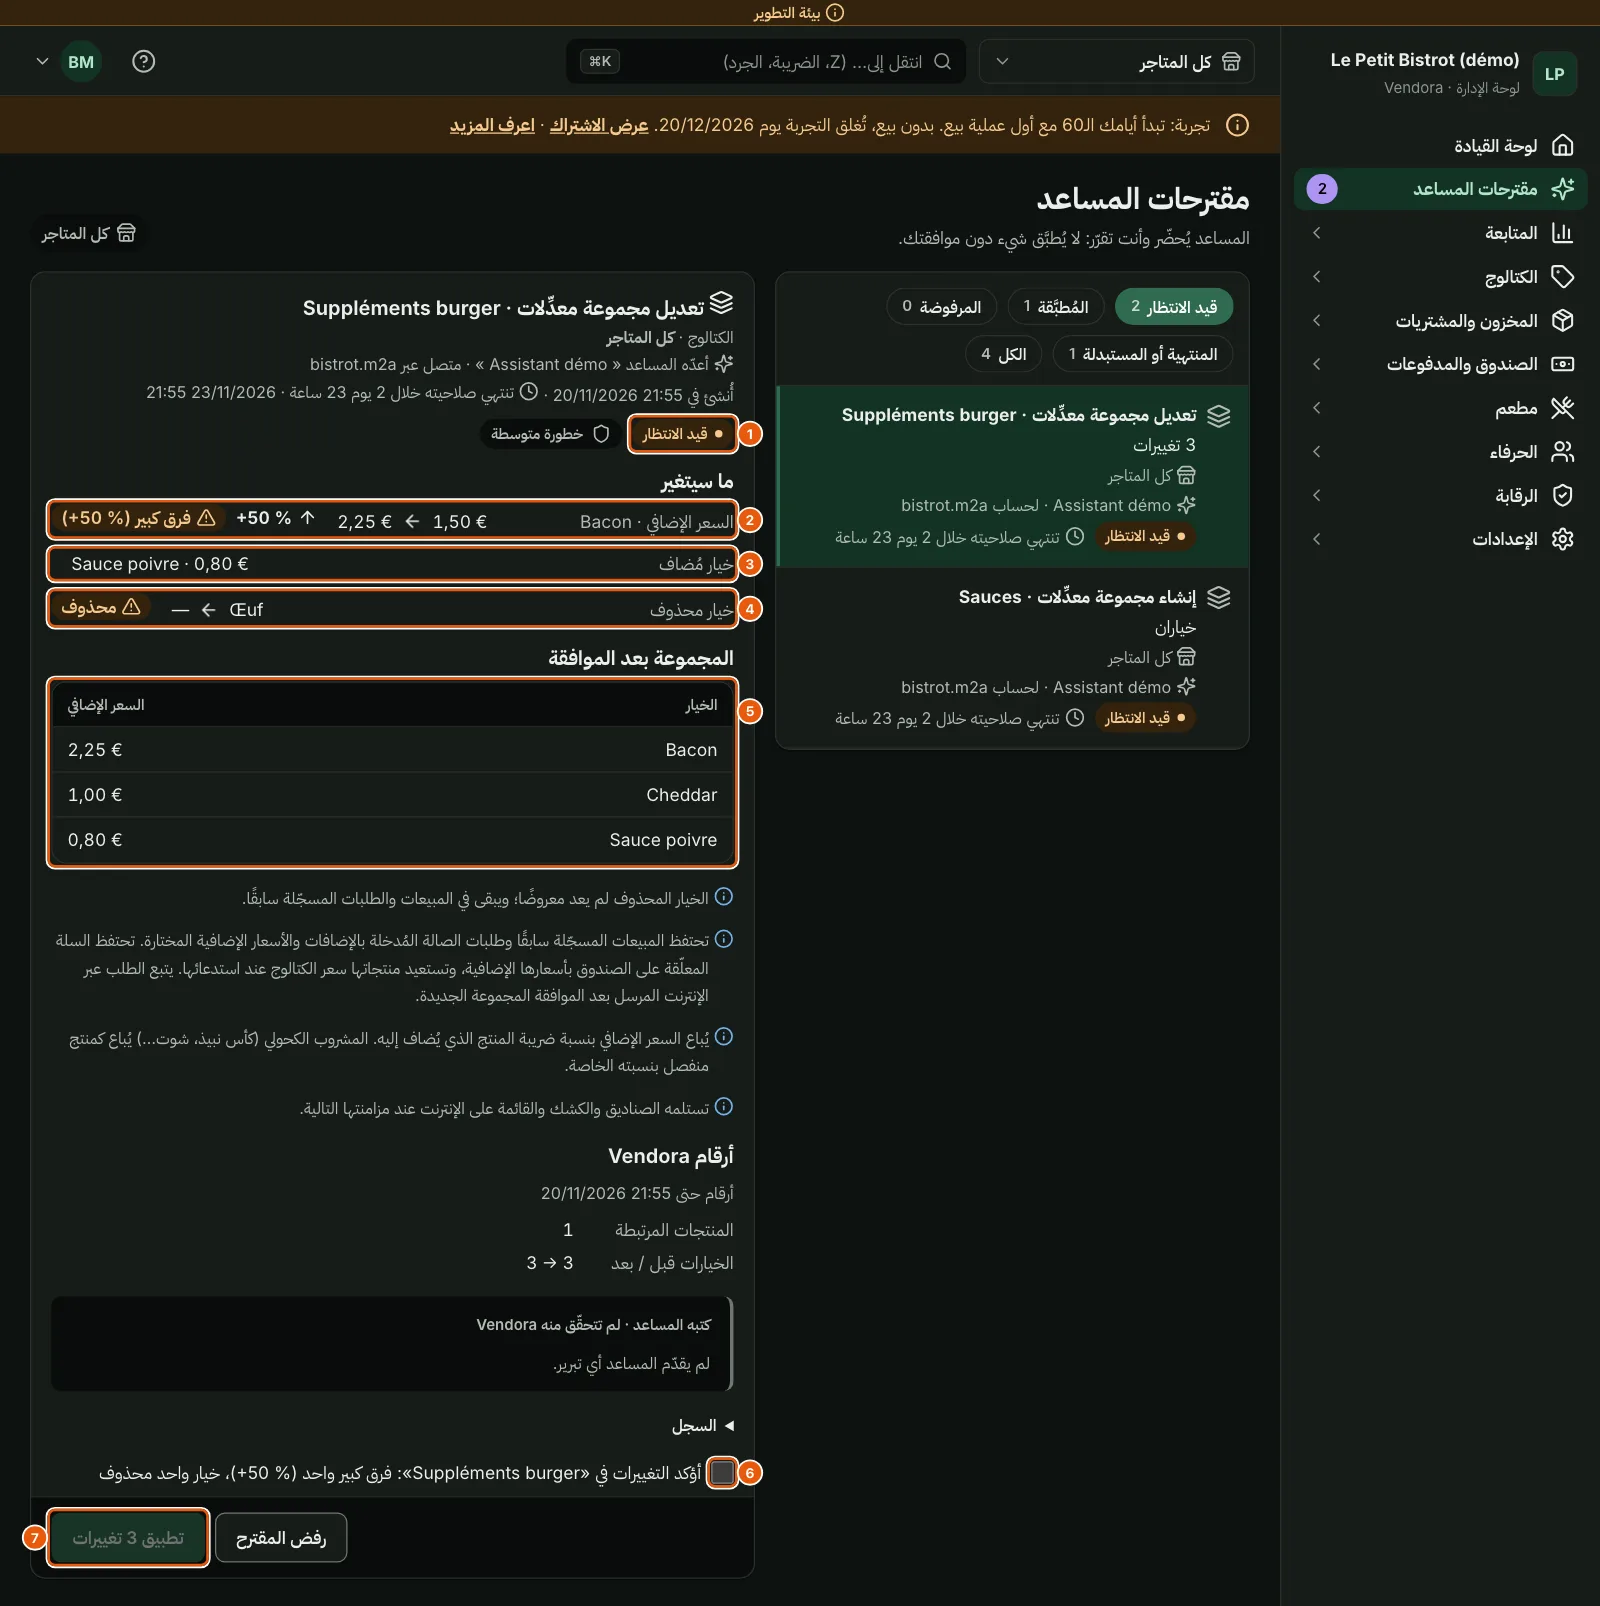 بيئة التطوير
Le Petit Bistrot (démo)
لوحة الإدارة · Vendora
LP
كل المتاجر
انتقل إلى... (Z، الضريبة، الجرد)
⌘K
BM
تجربة: تبدأ أيامك الـ60 مع أول عملية بيع. بدون بيع، تُغلق التجربة يوم 20/12/2026. عرض الاشتراك · اعرف المزيد
لوحة القيادة
مقترحات المساعد 2
المتابعة
الكتالوج
المخزون والمشتريات
الصندوق والمدفوعات
مطعم
الحرفاء
الرقابة
الإعدادات
مقترحات المساعد
المساعد يُحضّر وأنت تقرّر: لا يُطبَّق شيء دون موافقتك.
كل المتاجر
قيد الانتظار 2
المُطبَّقة 1
المرفوضة 0
المنتهية أو المستبدلة 1
الكل 4
تعديل مجموعة معدِّلات · Suppléments burger
3 تغييرات
كل المتاجر
Assistant démo · لحساب bistrot.m2a
قيد الانتظار تنتهي صلاحيته خلال 2 يوم 23 ساعة
إنشاء مجموعة معدِّلات · Sauces
خياران
كل المتاجر
Assistant démo · لحساب bistrot.m2a
قيد الانتظار تنتهي صلاحيته خلال 2 يوم 23 ساعة
تعديل مجموعة معدِّلات · Suppléments burger
الكتالوج · كل المتاجر
أعدّه المساعد « Assistant démo » · متصل عبر bistrot.m2a
أُنشئ في 20/11/2026 21:55 · تنتهي صلاحيته خلال 2 يوم 23 ساعة · 23/11/2026 21:55
1 قيد الانتظار خطورة متوسطة
ما سيتغير
2 السعر الإضافي · Bacon 1,50 € ← 2,25 € ↑ +50 % فرق كبير (+50 %)
3 خيار مُضاف Sauce poivre · 0,80 €
4 خيار محذوف Œuf ← — محذوف
المجموعة بعد الموافقة
5
الخيار السعر الإضافي
Bacon 2,25 €
Cheddar 1,00 €
Sauce poivre 0,80 €
الخيار المحذوف لم يعد معروضًا؛ ويبقى في المبيعات والطلبات المسجّلة سابقًا.
تحتفظ المبيعات المسجّلة سابقًا وطلبات الصالة المُدخلة بالإضافات والأسعار الإضافية المختارة. تحتفظ السلة
المعلّقة على الصندوق بأسعارها الإضافية، وتستعيد منتجاتها سعر الكتالوج عند استدعائها. يتبع الطلب عبر
الإنترنت المرسل بعد الموافقة المجموعة الجديدة.
يُباع السعر الإضافي بنسبة ضريبة المنتج الذي يُضاف إليه. المشروب الكحولي (كأس نبيذ، شوت...) يُباع كمنتج
منفصل بنسبته الخاصة.
تستلمه الصناديق والكشك والقائمة على الإنترنت عند مزامنتها التالية.
أرقام Vendora
أرقام حتى 20/11/2026 21:55
المنتجات المرتبطة 1
الخيارات قبل / بعد 3 → 3
كتبه المساعد · لم تتحقّق منه Vendora
لم يقدّم المساعد أي تبرير.
السجل
6 أؤكد التغييرات في «Suppléments burger»: فرق كبير واحد (+50 %)، خيار واحد محذوف
رفض المقترح
تطبيق 3 تغييرات 7